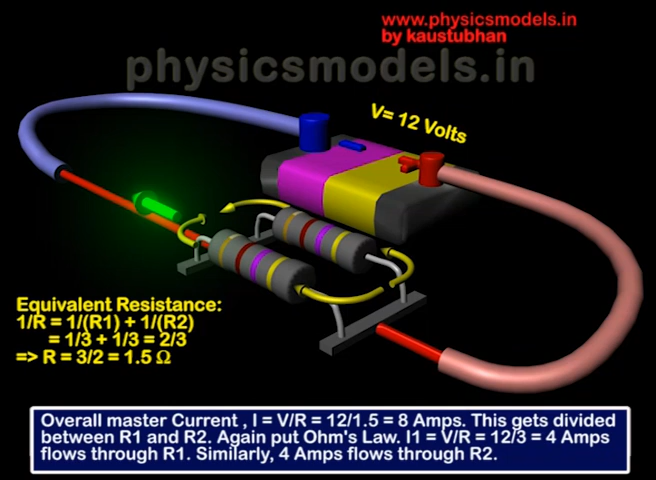 www.physicsmodels.in
by kaustubhan
physicsmodels.in
V= 12 Volts
Equivalent Resistance:
1/R = 1/(R1) + 1/(R2)
= 1/3 + 1/3 = 2/3
=> R = 3/2 = 1.5 Ω
Overall master Current , I = V/R = 12/1.5 = 8 Amps. This gets divided
between R1 and R2. Again put Ohm's Law. I1 = V/R = 12/3 = 4 Amps
flows through R1. Similarly, 4 Amps flows through R2.